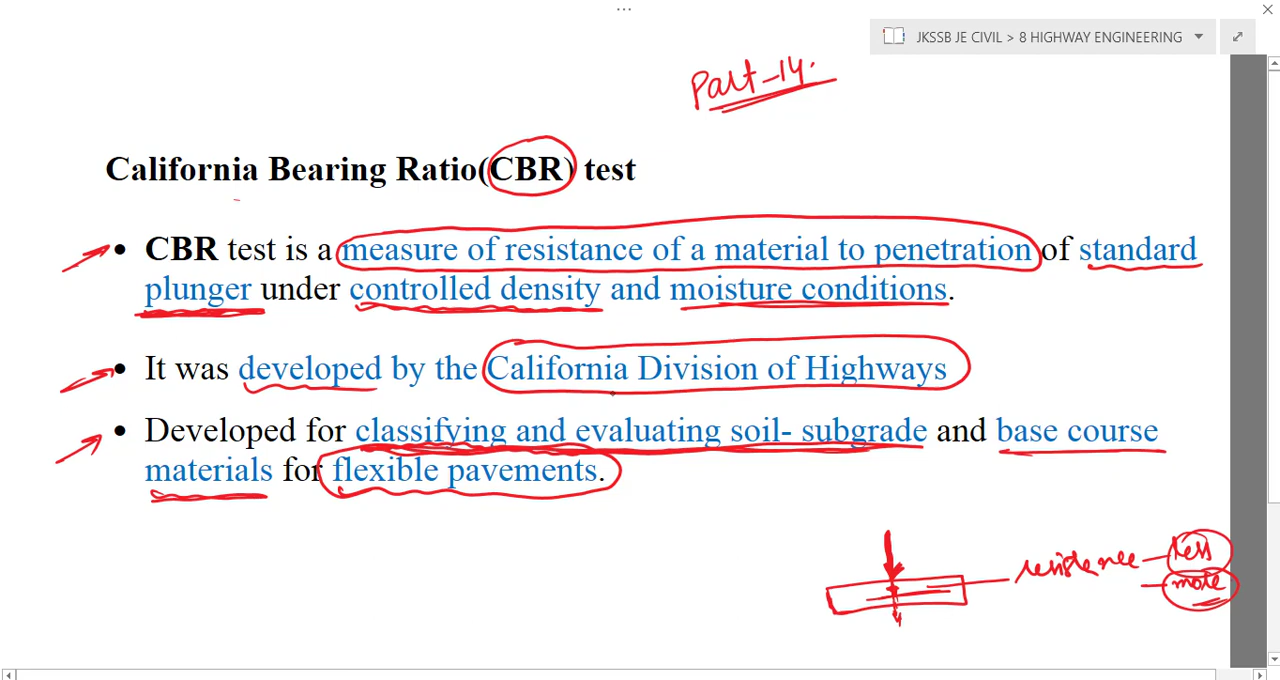 ...
JKSSB JE CIVIL > 8 HIGHWAY ENGINEERING
Part-14.
California Bearing Ratio(CBR) test
• CBR test is a measure of resistance of a material to penetration of standard
plunger under controlled density and moisture conditions.
• It was developed by the California Division of Highways
• Developed for classifying and evaluating soil- subgrade and base course
materials for flexible pavements.
resistance - less
- more